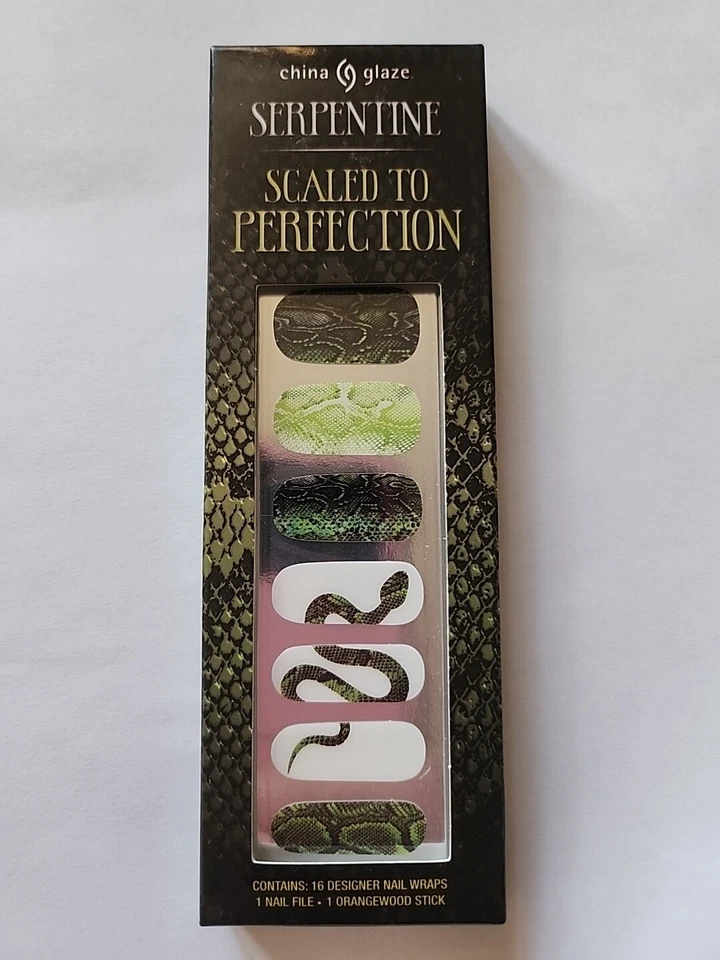 china glaze
SERPENTINE
SCALED TO
PERFECTION
CONTAINS: 16 DESIGNER NAIL WRAPS
1 NAIL FILE • 1 ORANGEWOOD STICK